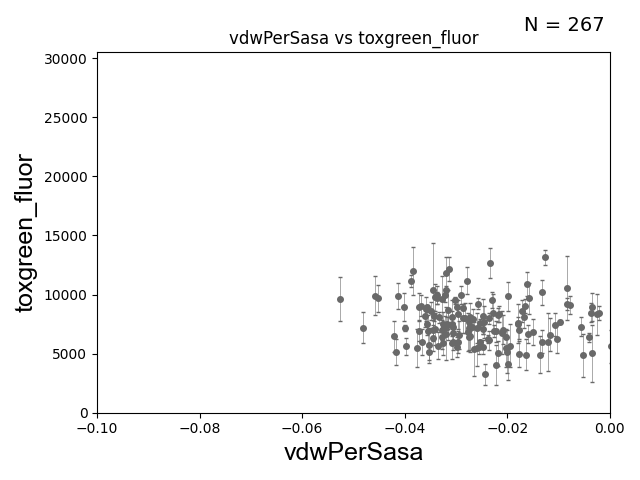 N = 267
vdwPerSasa vs toxgreen_fluor
toxgreen_fluor
30000
25000
20000
15000
10000
5000
0
−0.10 −0.08 −0.06 −0.04 −0.02 0.00
vdwPerSasa